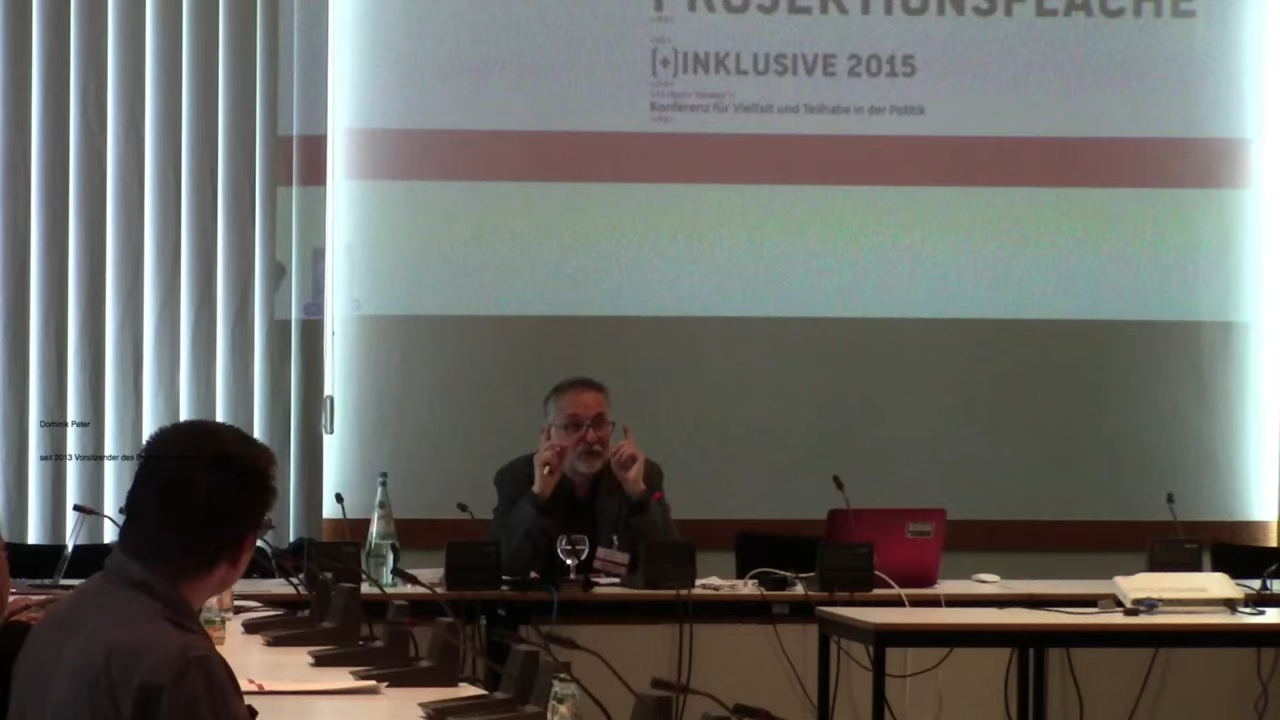 PROJEKTIONSFLÄCHE
[+]INKLUSIVE 2015
Konferenz für Vielfalt und Teilhabe in der Politik
Dominik Peter
seit 2013 Vorsitzender des